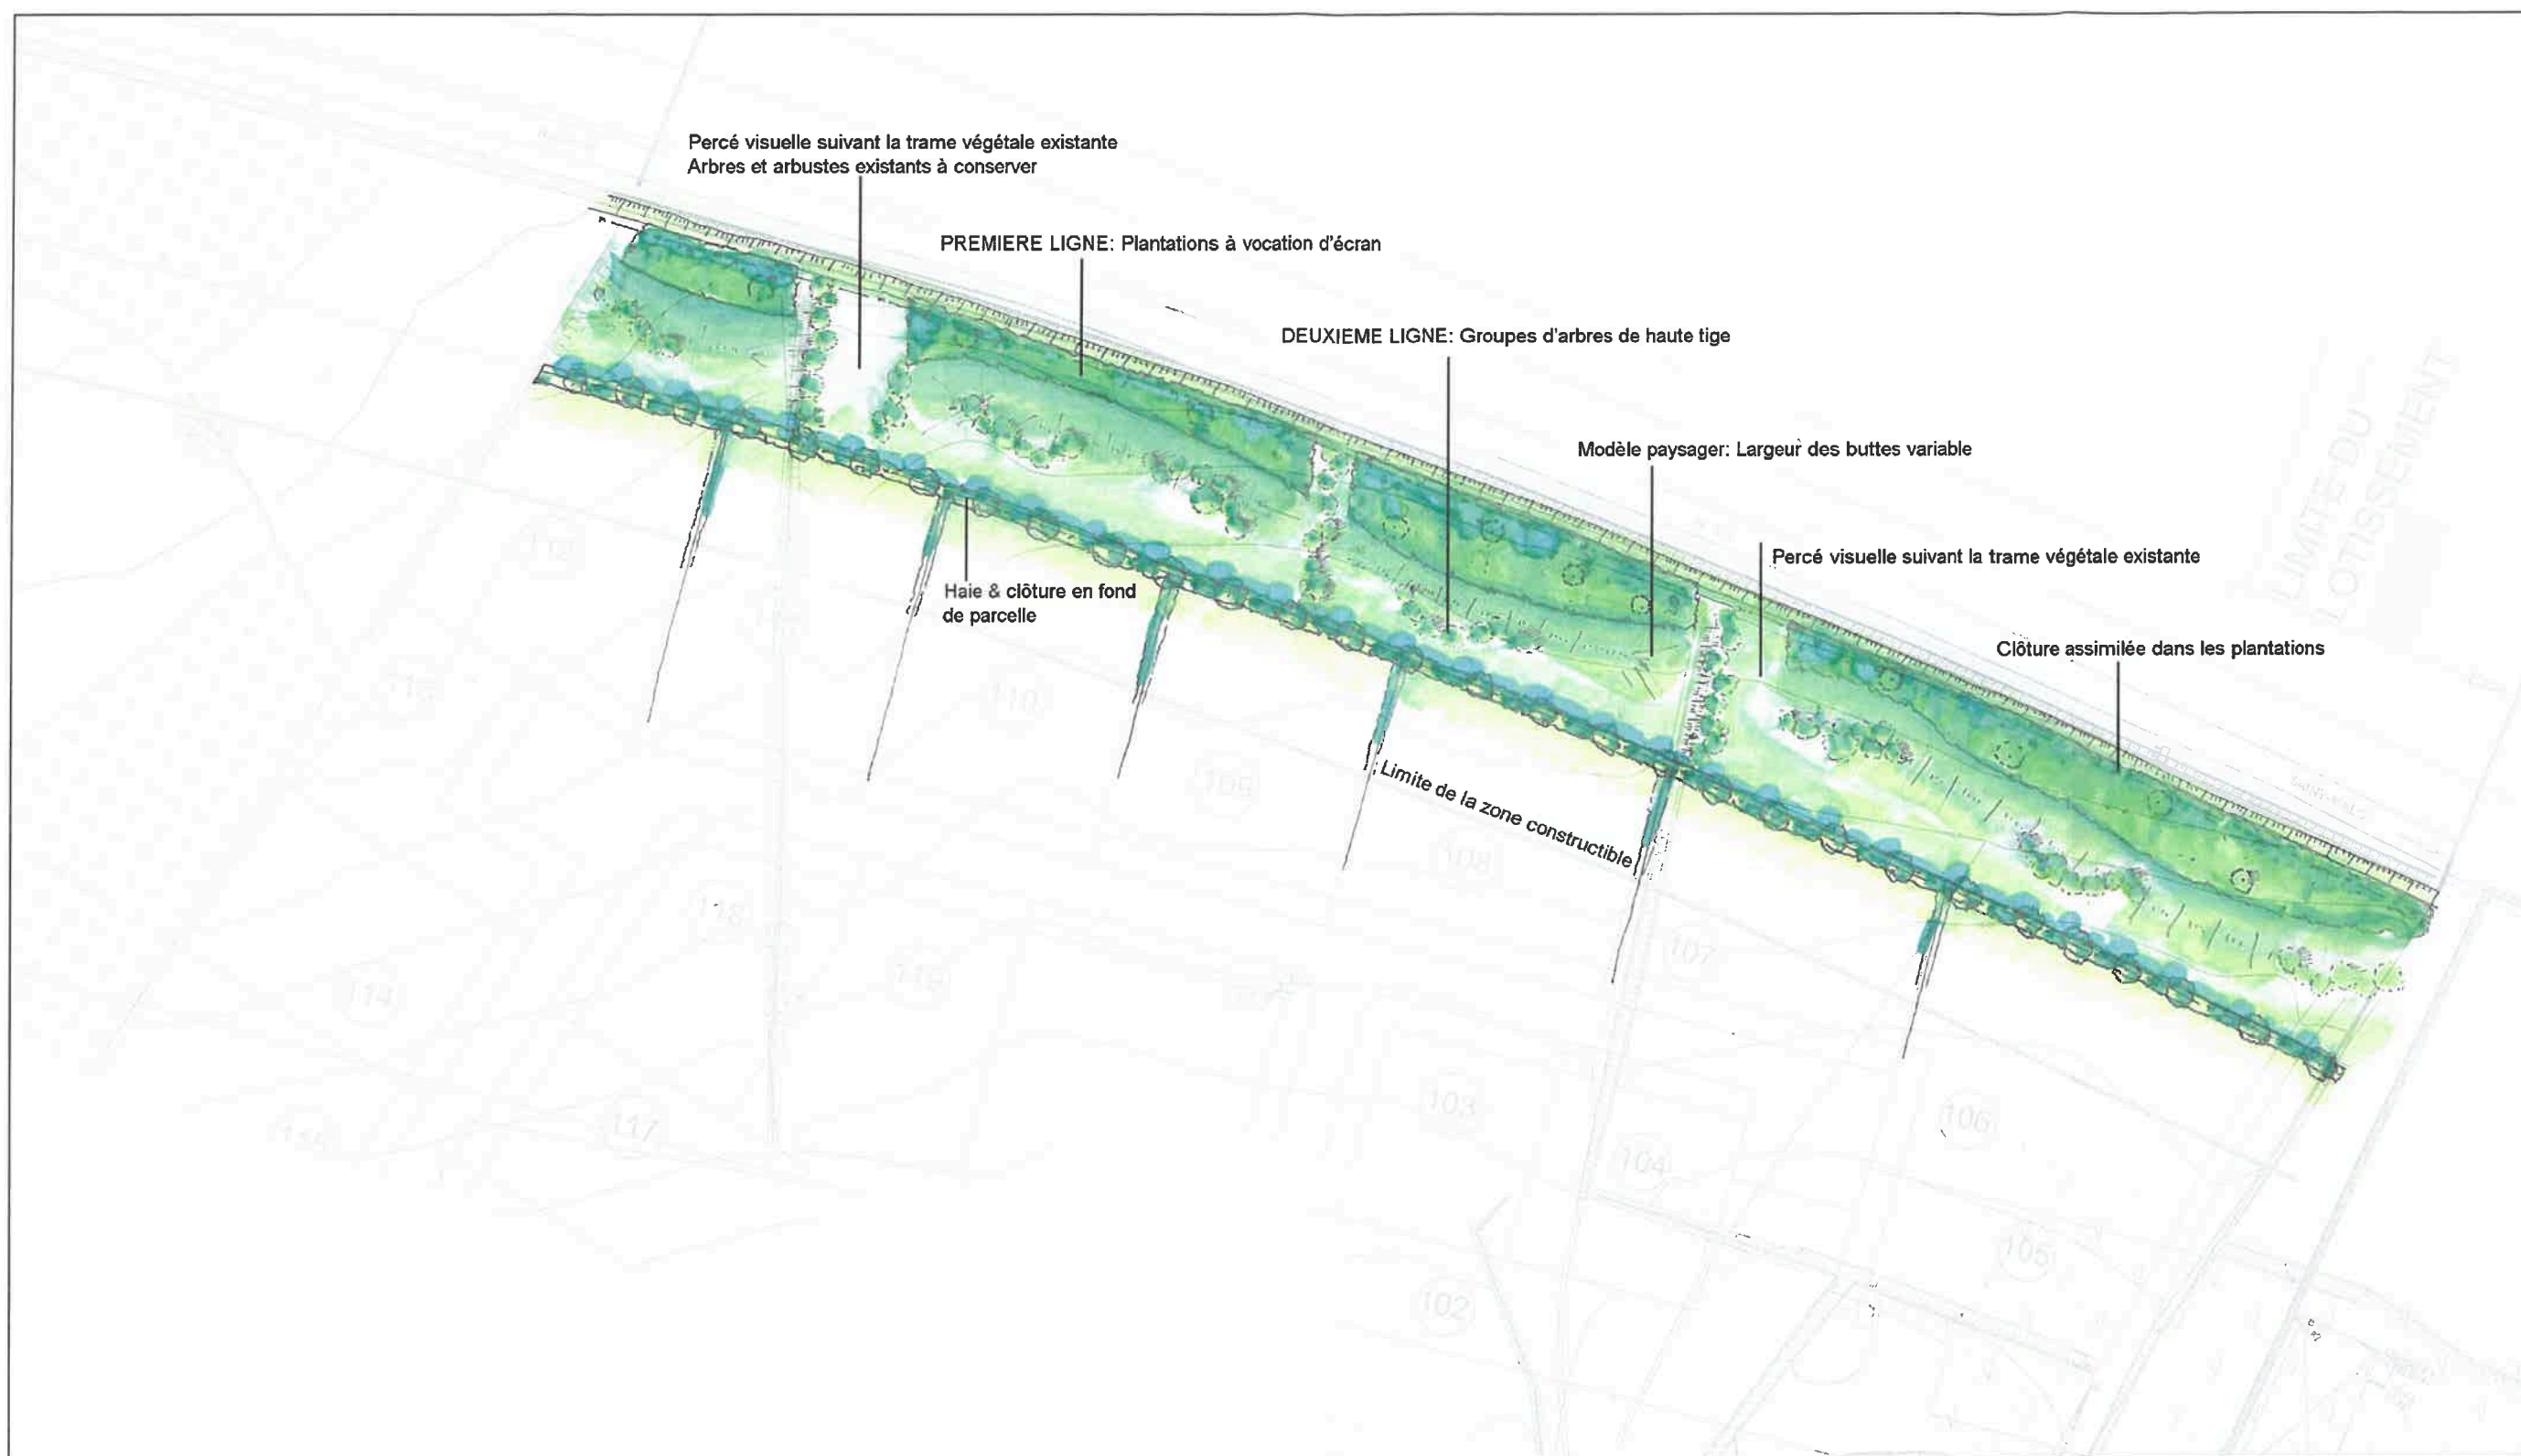 Percé visuelle suivant la trame végétale existante
Arbres et arbustes existants à conserver
PREMIERE LIGNE: Plantations à vocation d'écran
DEUXIEME LIGNE: Groupes d'arbres de haute tige
Modèle paysager: Largeur des buttes variable
Percé visuelle suivant la trame végétale existante
Clôture assimilée dans les plantations
Haie & clôture en fond
de parcelle
Limite de la zone constructible
LIMITE DU
LOTISSEMENT
110
109
108
107
118
119
114
117
103
104
106
105
102